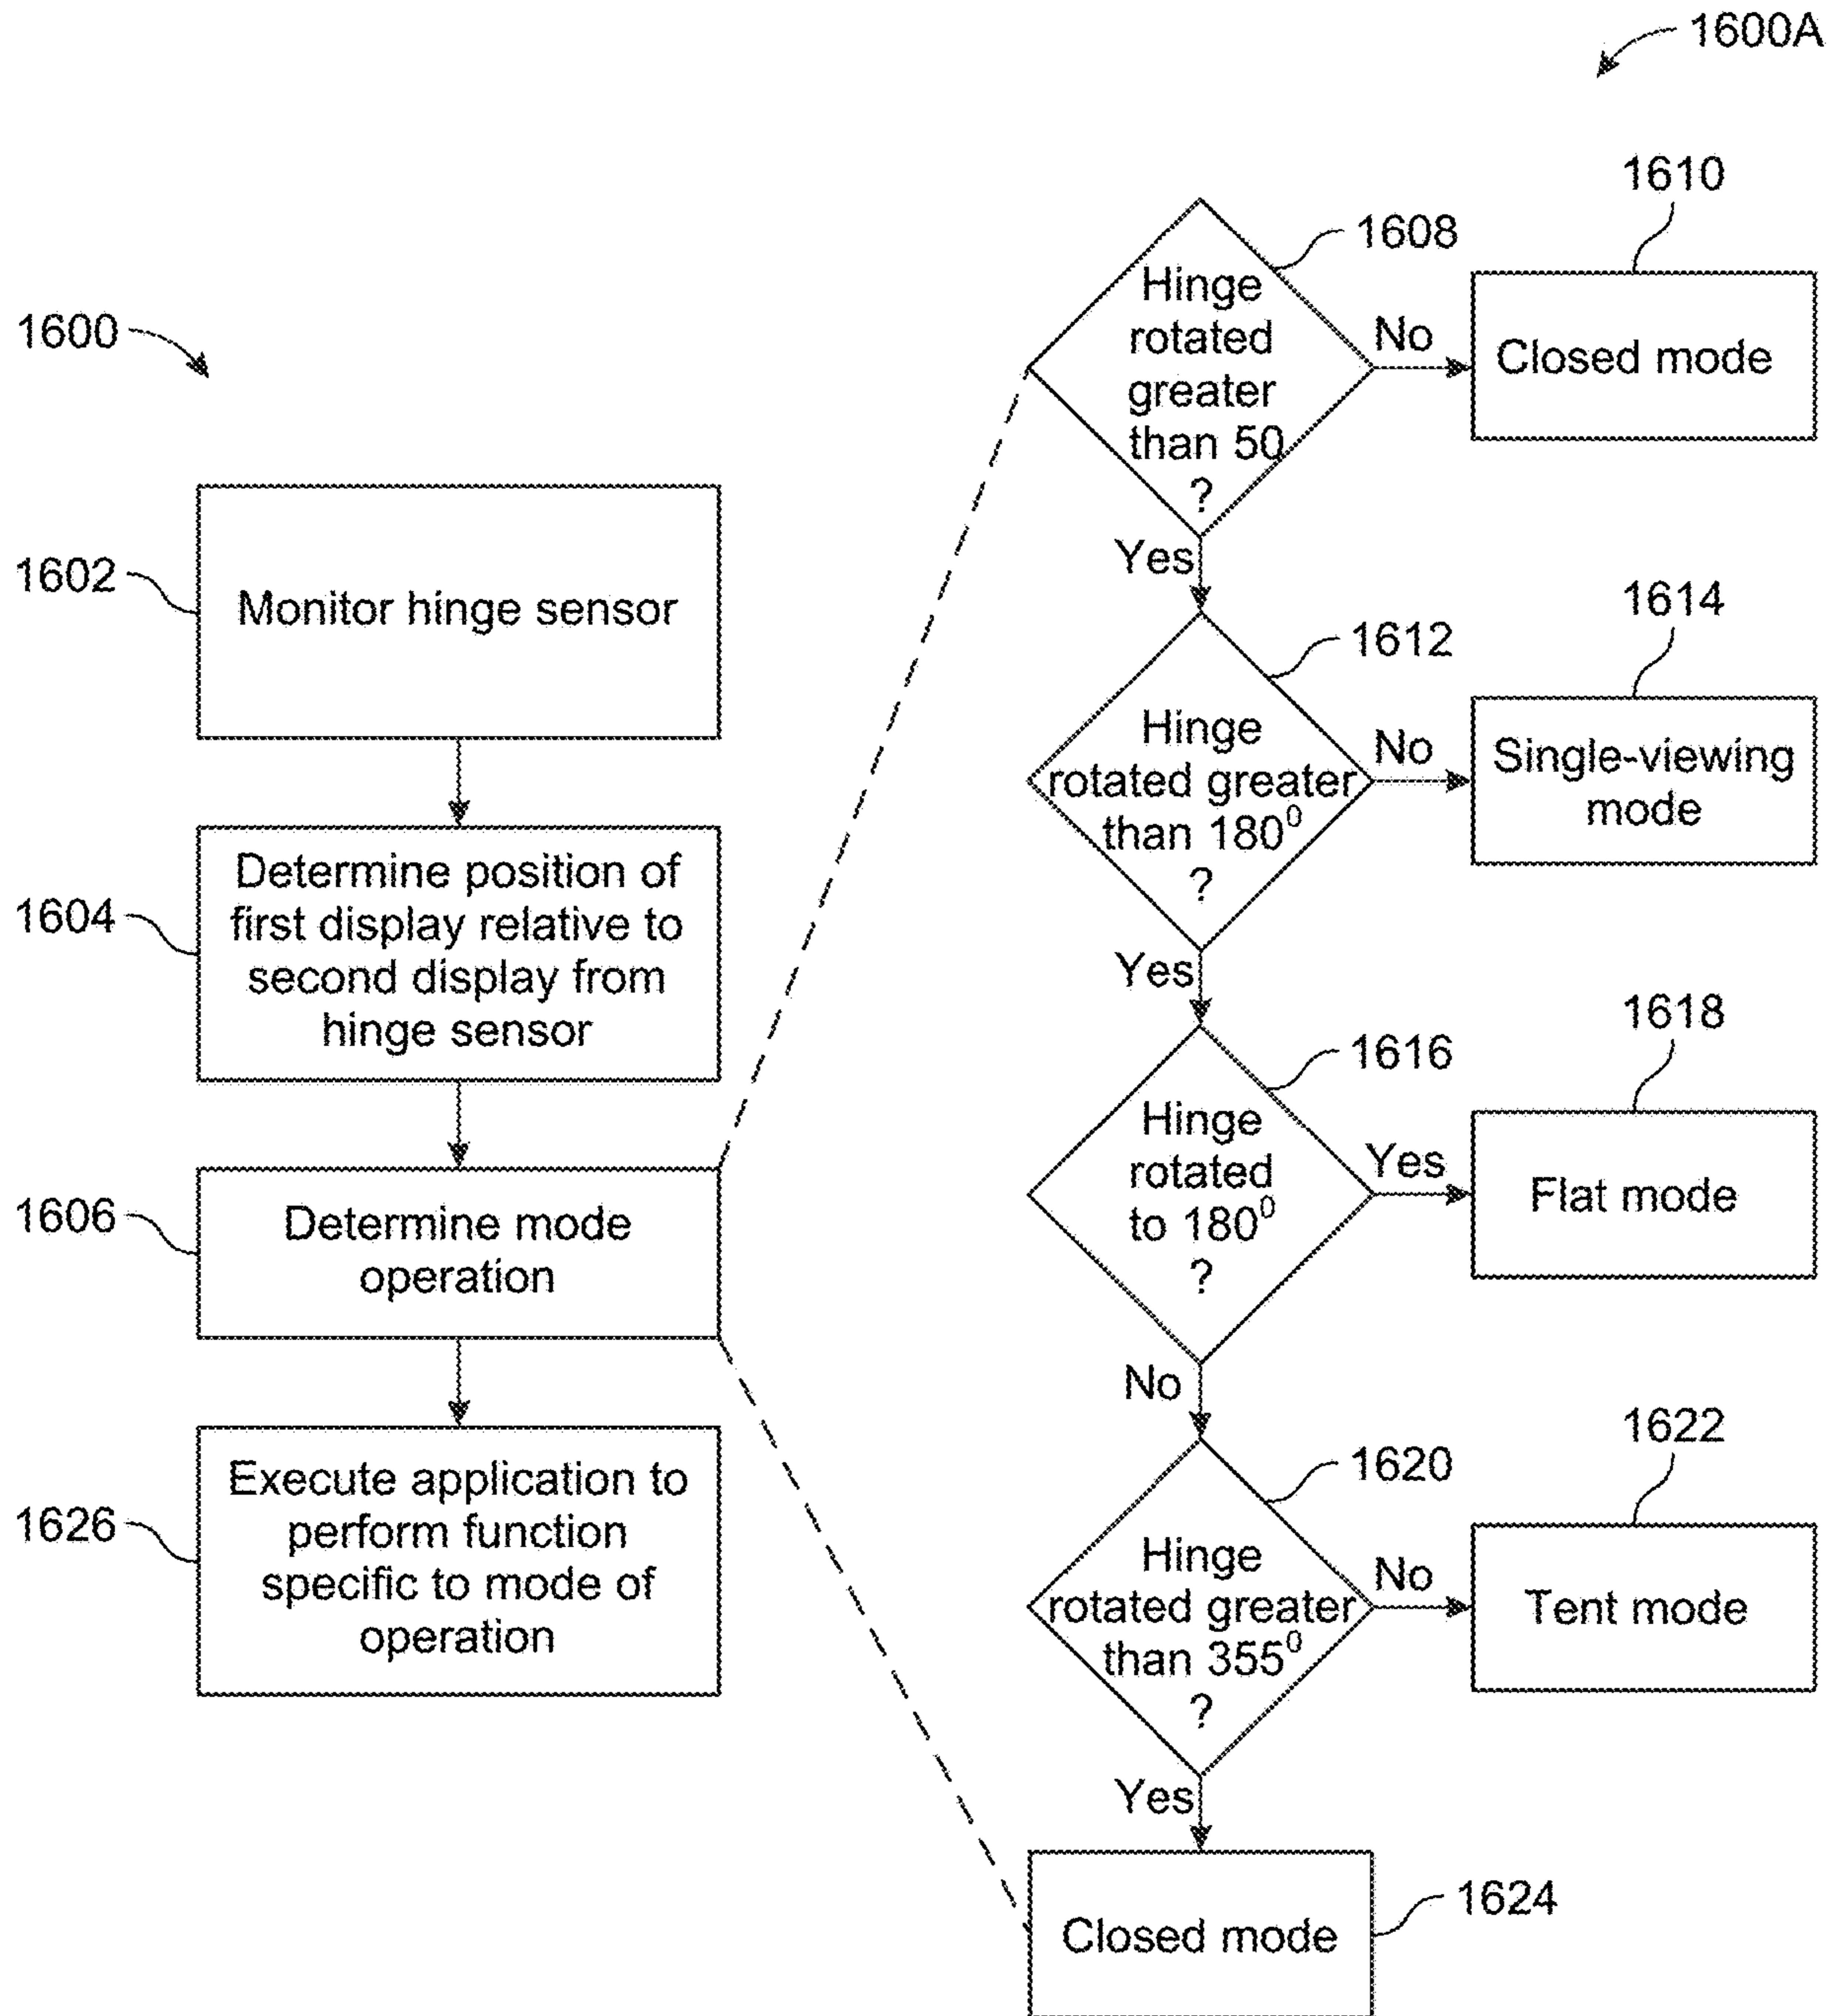 1600A
1600
1602
Monitor hinge sensor
1604
Determine position of
first display relative to
second display from
hinge sensor
1606
Determine mode
operation
1626
Execute application to
perform function
specific to mode of
operation
1608
Hinge
rotated
greater
than 50
?
No
1610
Closed mode
Yes
1612
Hinge
rotated greater
than 180⁰
?
No
1614
Single-viewing
mode
Yes
1616
Hinge
rotated
to 180⁰
?
Yes
1618
Flat mode
No
1620
Hinge
rotated greater
than 355⁰
?
No
1622
Tent mode
Yes
1624
Closed mode